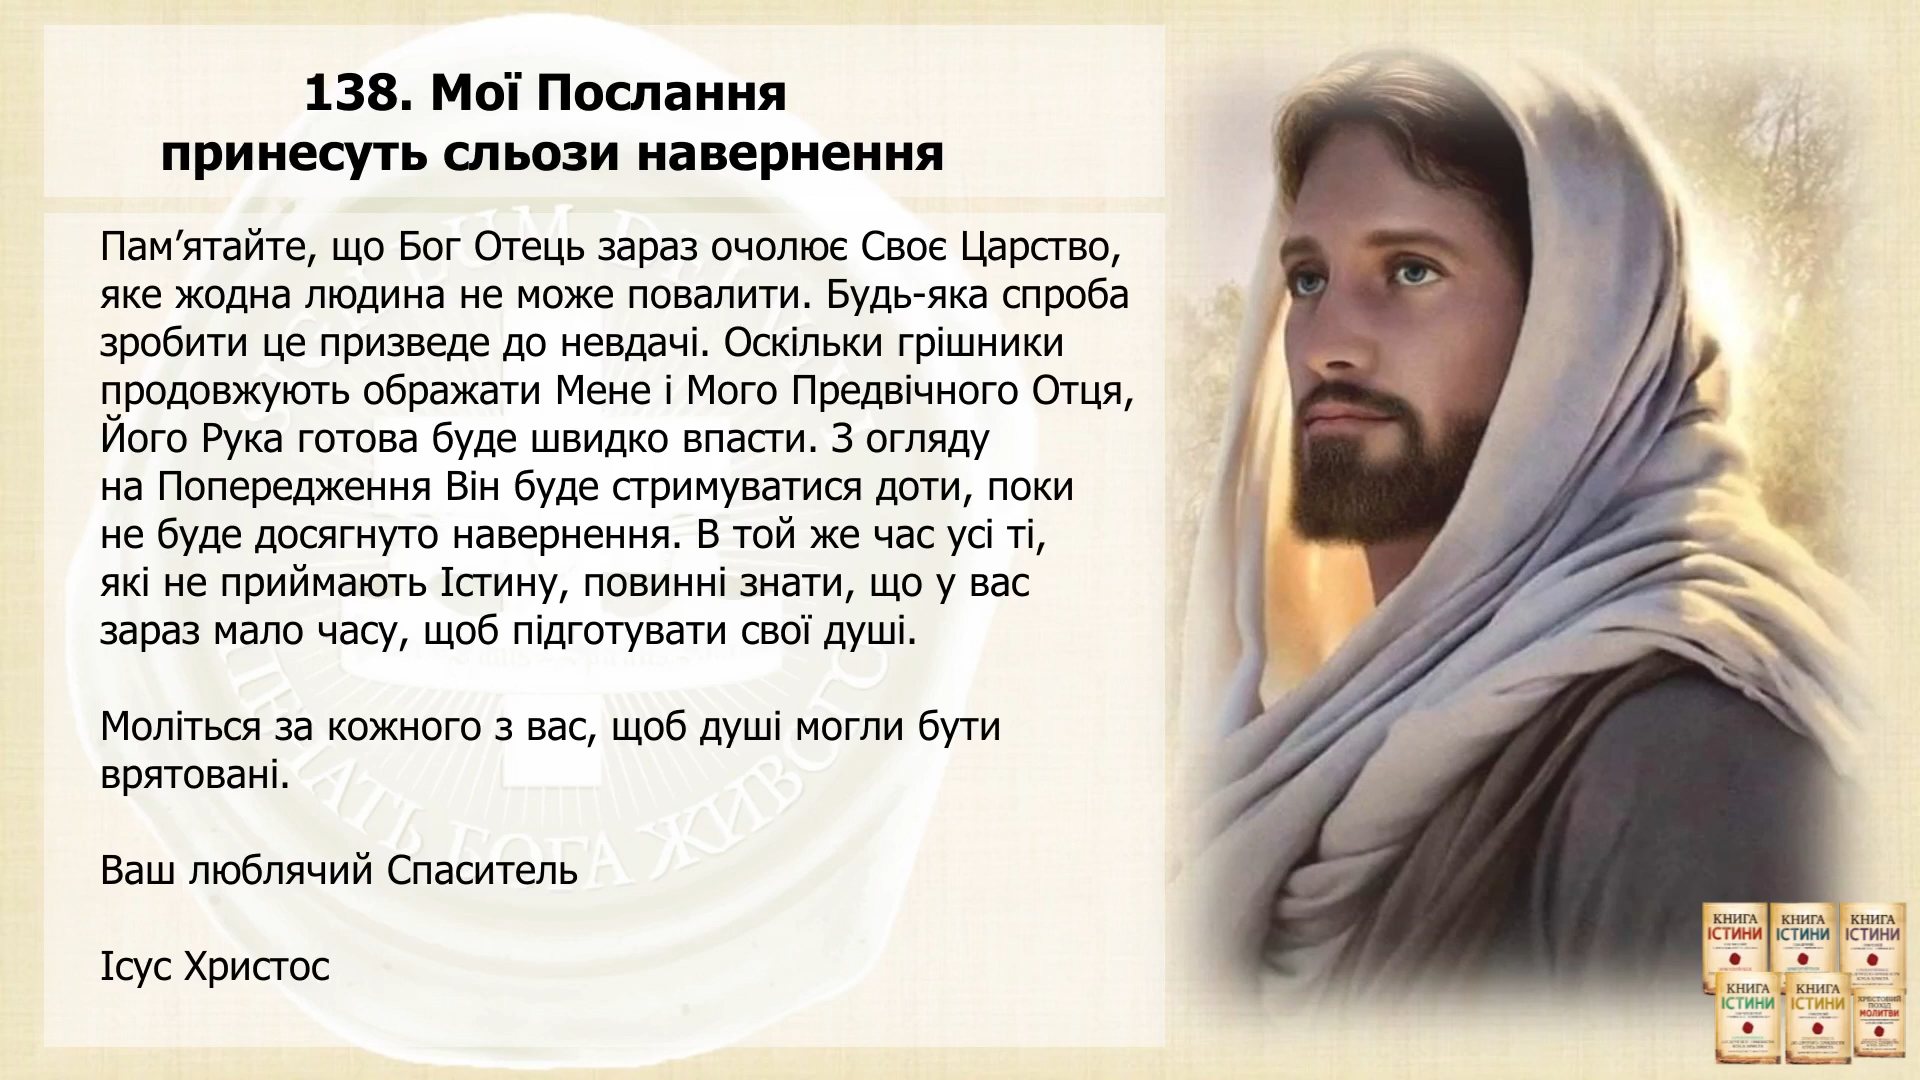 138. Мої Послання
принесуть сльози навернення
Пам’ятайте, що Бог Отець зараз очолює Своє Царство,
яке жодна людина не може повалити. Будь-яка спроба
зробити це призведе до невдачі. Оскільки грішники
продовжують ображати Мене і Мого Предвічного Отця,
Його Рука готова буде швидко впасти. З огляду
на Попередження Він буде стримуватися доти, поки
не буде досягнуто навернення. В той же час усі ті,
які не приймають Істину, повинні знати, що у вас
зараз мало часу, щоб підготувати свої душі.
Моліться за кожного з вас, щоб душі могли бути
врятовані.
Ваш люблячий Спаситель
Ісус Христос
ПЕЧАТЬ БОГА ЖИВОГО
КНИГА
ІСТИНИ
КНИГА
ІСТИНИ
КНИГА
ІСТИНИ
КНИГА
ІСТИНИ
КНИГА
ІСТИНИ
ХРЕСТОВИЙ
ПОХІД
МОЛИТВИ